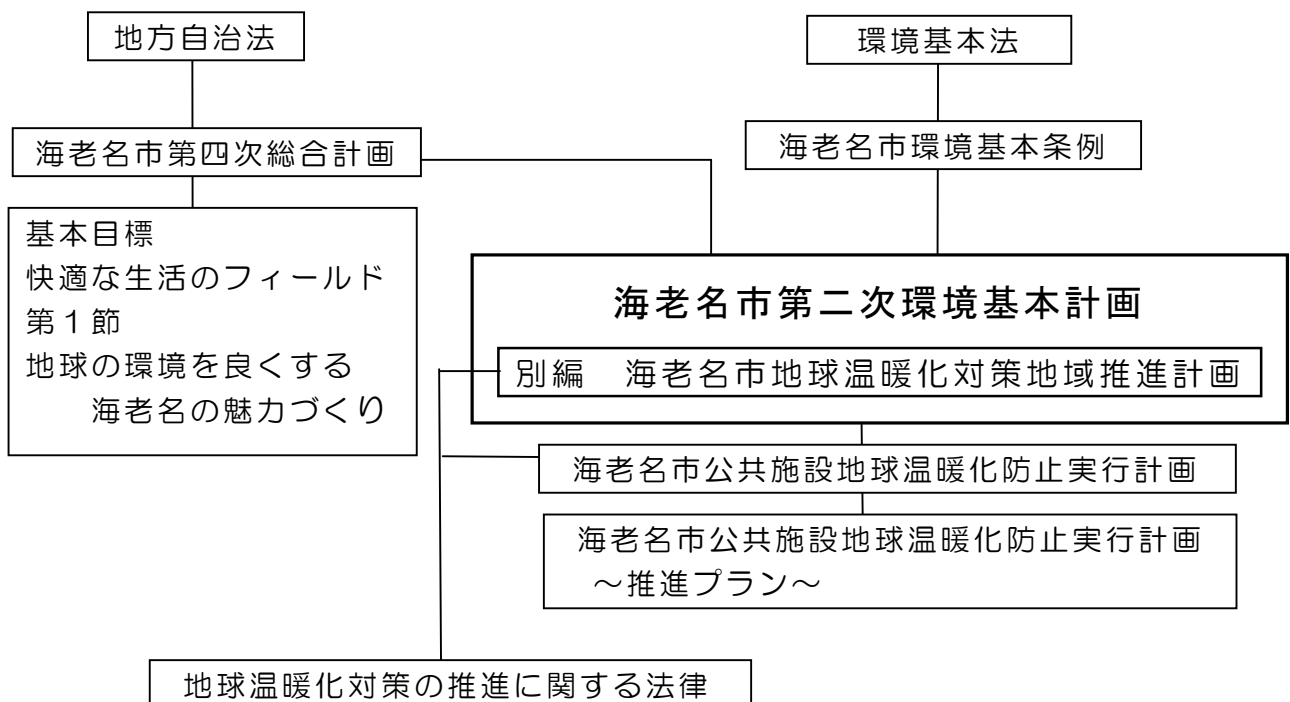 地方自治法
環境基本法
海老名市第四次総合計画
海老名市環境基本条例
基本目標
快適な生活のフィールド
第1節
地球の環境を良くする
海老名の魅力づくり
海老名市第二次環境基本計画
別編　海老名市地球温暖化対策地域推進計画
海老名市公共施設地球温暖化防止実行計画
海老名市公共施設地球温暖化防止実行計画
～推進プラン～
地球温暖化対策の推進に関する法律